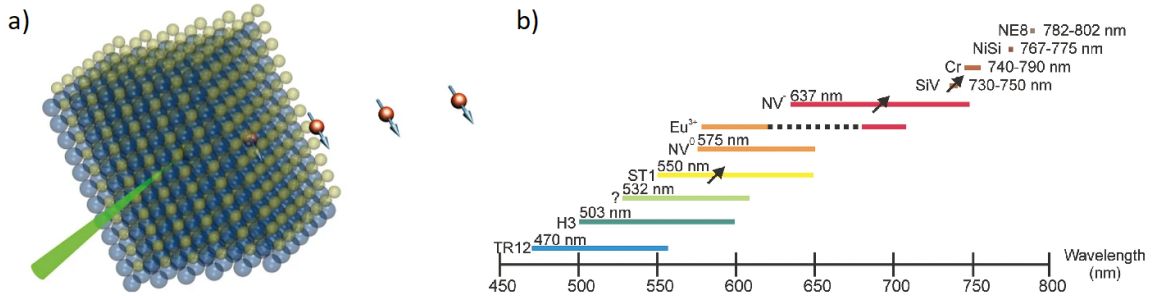 a)
b)
NE8 782-802 nm
NiSi 767-775 nm
Cr 740-790 nm
SiV 730-750 nm
NV⁻ 637 nm
Eu³⁺
NV⁰ 575 nm
ST1 550 nm
? 532 nm
H3 503 nm
TR12 470 nm
450 500 550 600 650 700 750 800
Wavelength
(nm)